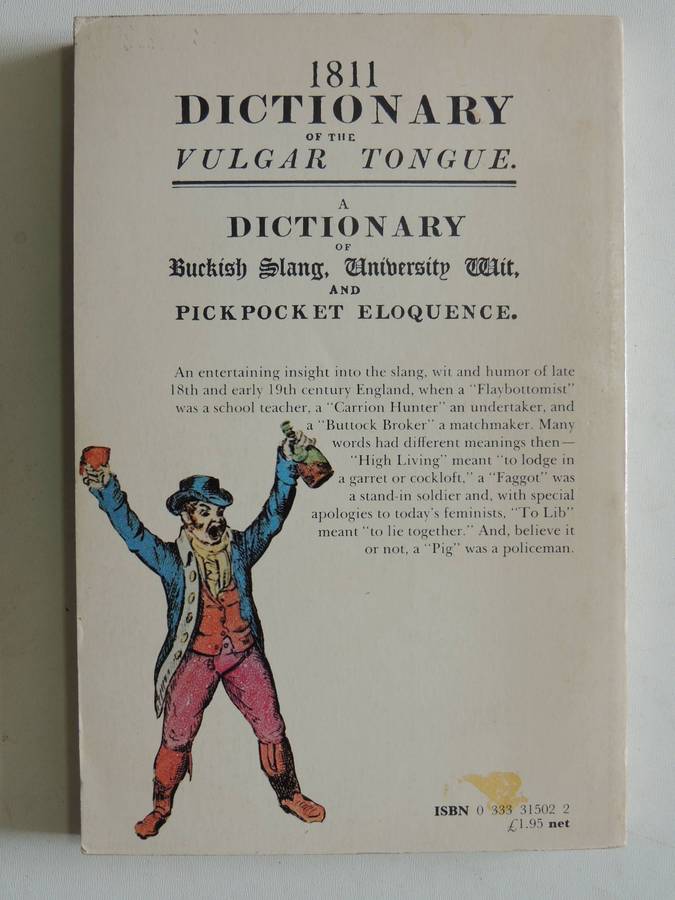 1811
DICTIONARY
OF THE
VULGAR TONGUE.
A
DICTIONARY
OF
Buckish Slang, University Wit,
AND
PICKPOCKET ELOQUENCE.
An entertaining insight into the slang, wit and humor of late
18th and early 19th century England, when a "Flaybottomist"
was a school teacher, a "Carrion Hunter" an undertaker, and
a "Buttock Broker" a matchmaker. Many
words had different meanings then—
"High Living" meant "to lodge in
a garret or cockloft," a "Faggot" was
a stand-in soldier and, with special
apologies to today's feminists, "To Lib"
meant "to lie together." And, believe it
or not, a "Pig" was a policeman.
ISBN 0 333 31502 2
£1.95 net